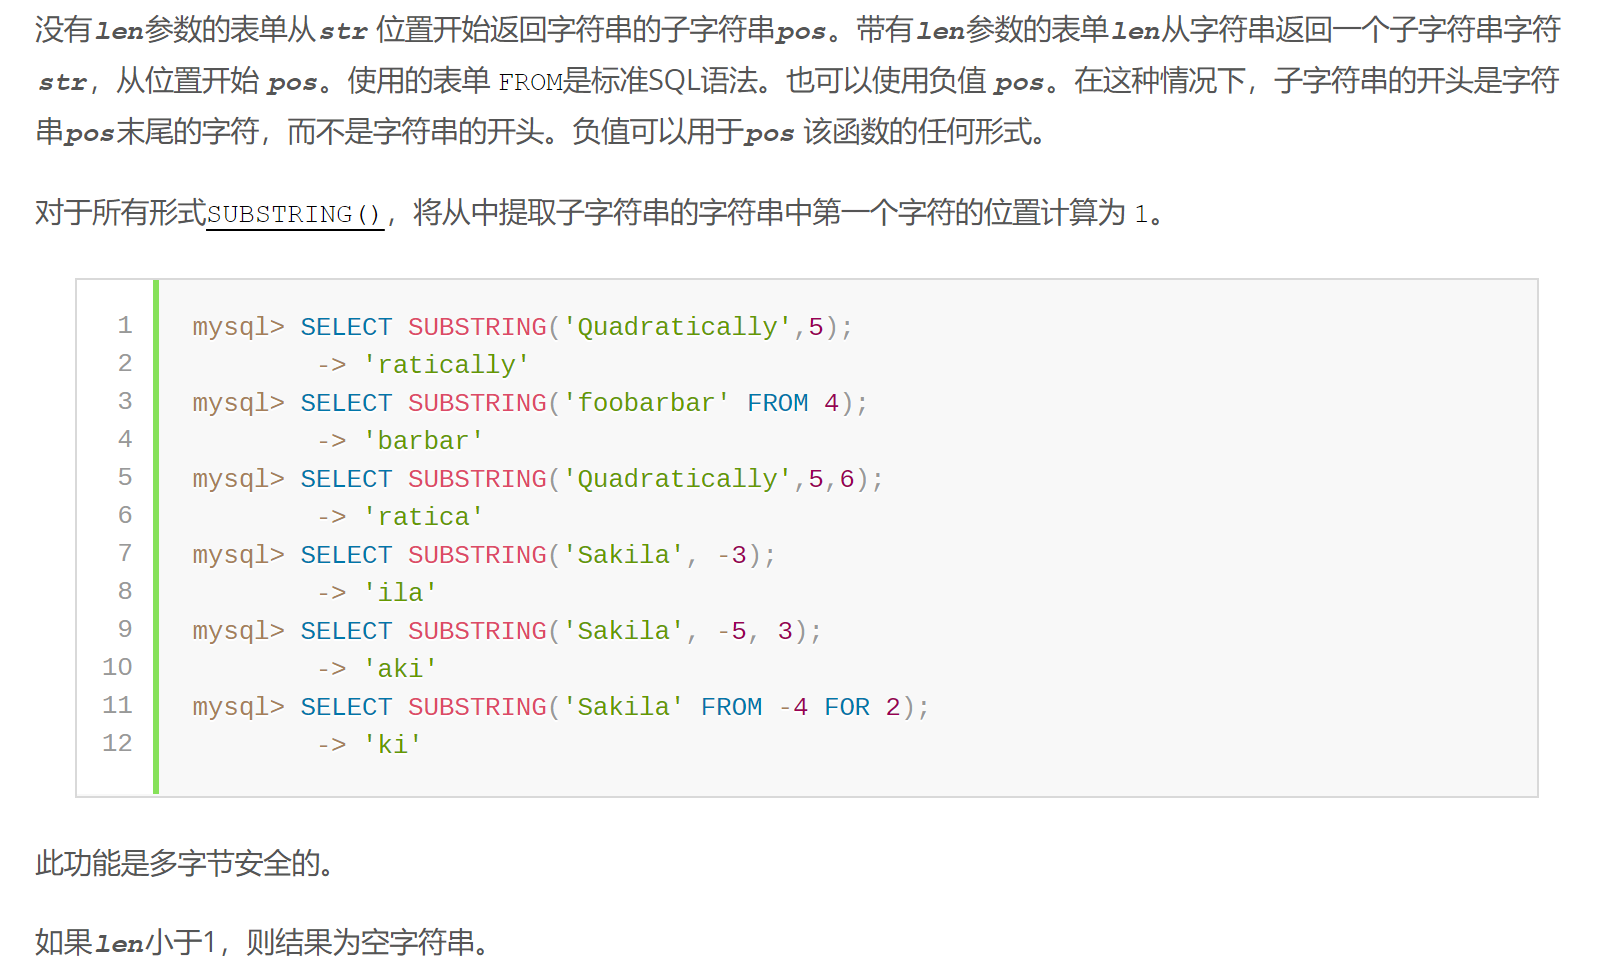 没有len参数的表单从str 位置开始返回字符串的子字符串pos。带有len参数的表单len从字符串返回一个子字符串字符
str，从位置开始 pos。使用的表单 FROM是标准SQL语法。也可以使用负值 pos。在这种情况下，子字符串的开头是字符
串pos末尾的字符，而不是字符串的开头。负值可以用于pos 该函数的任何形式。
对于所有形式SUBSTRING()，将从中提取子字符串的字符串中第一个字符的位置计算为 1。
1 mysql> SELECT SUBSTRING('Quadratically',5);
2 -> 'ratically'
3 mysql> SELECT SUBSTRING('foobarbar' FROM 4);
4 -> 'barbar'
5 mysql> SELECT SUBSTRING('Quadratically',5,6);
6 -> 'ratica'
7 mysql> SELECT SUBSTRING('Sakila', -3);
8 -> 'ila'
9 mysql> SELECT SUBSTRING('Sakila', -5, 3);
10 -> 'aki'
11 mysql> SELECT SUBSTRING('Sakila' FROM -4 FOR 2);
12 -> 'ki'
此功能是多字节安全的。
如果len小于1，则结果为空字符串。